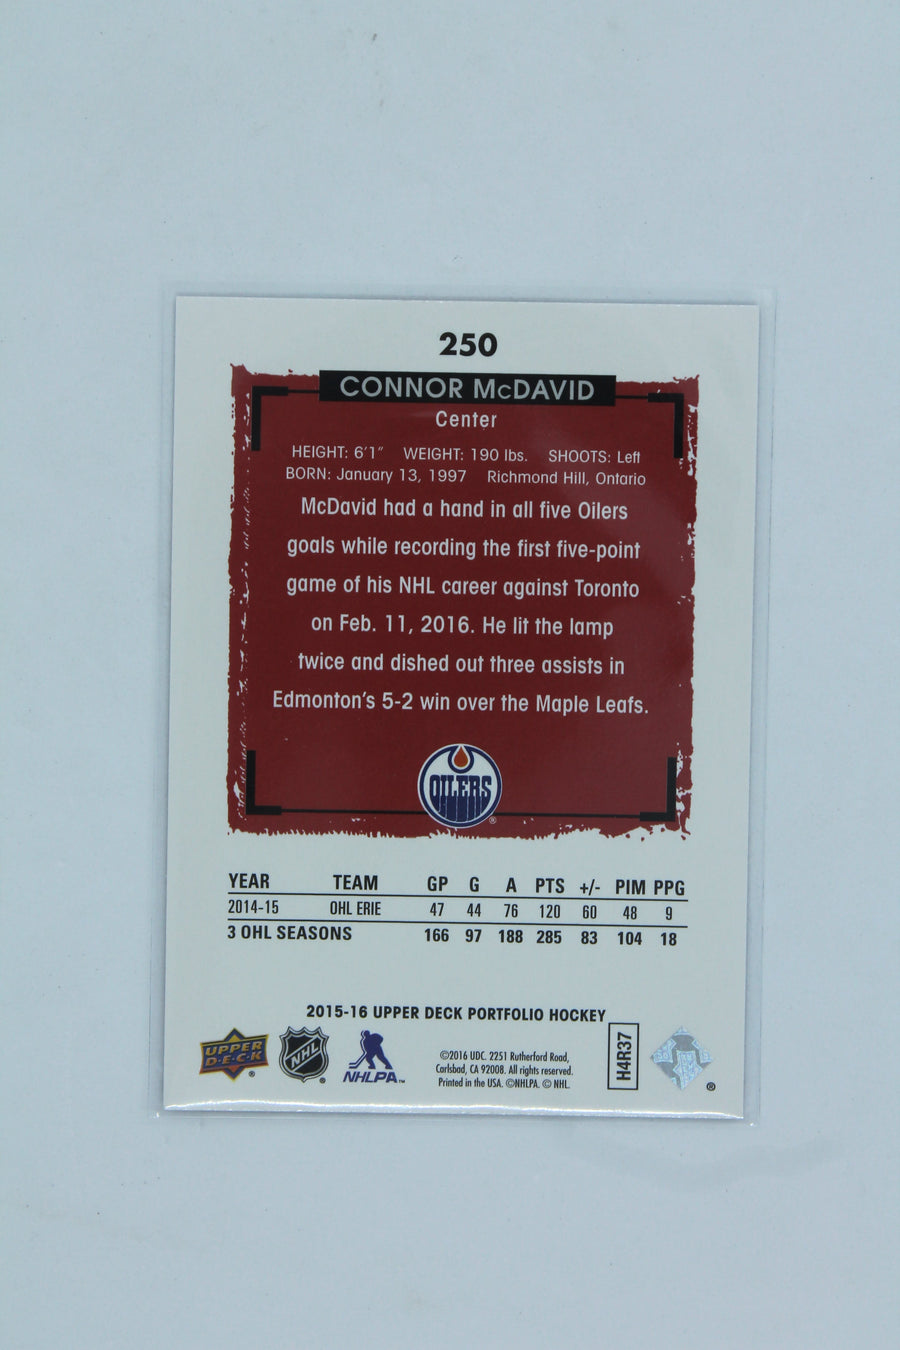 250
CONNOR McDAVID
Center
HEIGHT: 6'1" WEIGHT: 190 lbs. SHOOTS: Left
BORN: January 13, 1997 Richmond Hill, Ontario
McDavid had a hand in all five Oilers
goals while recording the first five-point
game of his NHL career against Toronto
on Feb. 11, 2016. He lit the lamp
twice and dished out three assists in
Edmonton's 5-2 win over the Maple Leafs.
OILERS ®
YEAR TEAM GP G A PTS +/- PIM PPG
2014-15 OHL ERIE 47 44 76 120 60 48 9
3 OHL SEASONS 166 97 188 285 83 104 18
2015-16 UPPER DECK PORTFOLIO HOCKEY
UPPER
D·E·C·K ®
NHL ®
NHLPA™
©2016 UDC. 2251 Rutherford Road,
Carlsbad, CA 92008. All rights reserved.
Printed in the USA. ©NHLPA. © NHL.
H4R37
®